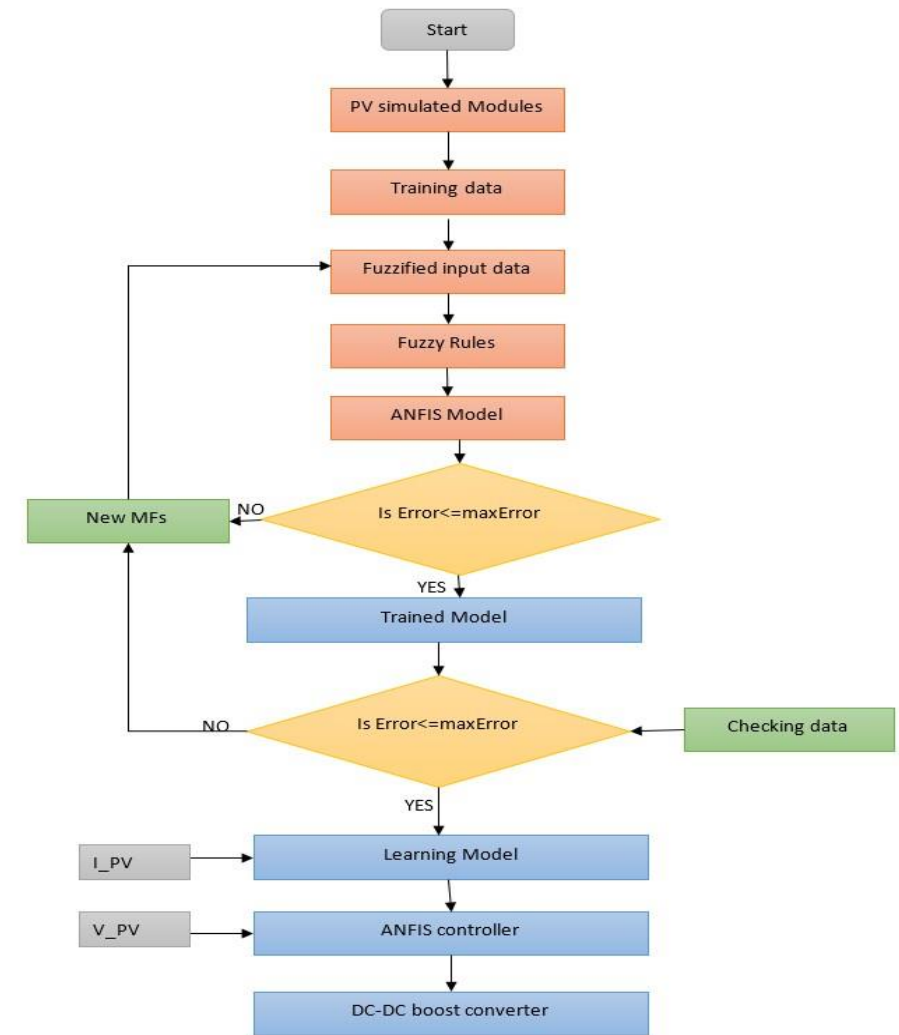 Start
PV simulated Modules
Training data
Fuzzified input data
Fuzzy Rules
ANFIS Model
Is Error<=maxError
NO
New MFs
YES
Trained Model
Is Error<=maxError
NO
Checking data
YES
Learning Model
I_PV
ANFIS controller
V_PV
DC-DC boost converter